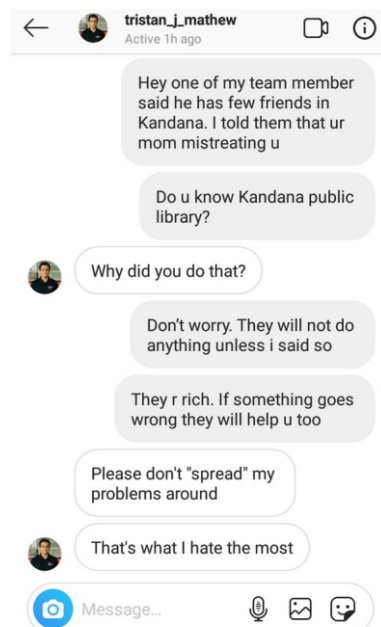 tristan_j_mathew
Active 1h ago
Hey one of my team member
said he has few friends in
Kandana. I told them that ur
mom mistreating u
Do u know Kandana public
library?
Why did you do that?
Don't worry. They will not do
anything unless i said so
They r rich. If something goes
wrong they will help u too
Please don't "spread" my
problems around
That's what I hate the most
Message...